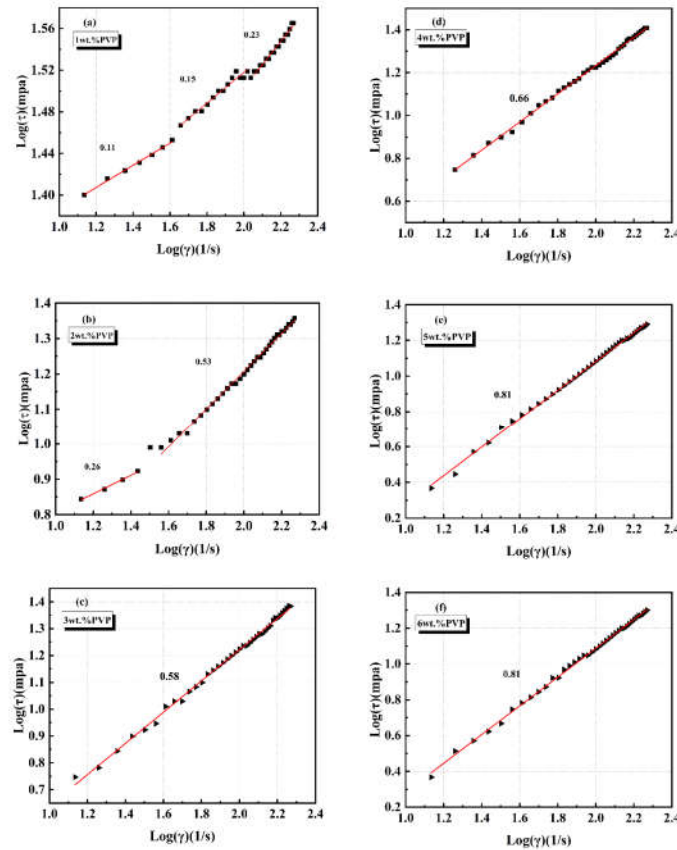 (a)
1wt.%PVP
0.11
0.15
0.23
Log(τ)(mpa)
1.56
1.52
1.48
1.44
1.40
1.0 1.2 1.4 1.6 1.8 2.0 2.2 2.4
Log(γ)(1/s)
(d)
4wt.%PVP
0.66
Log(τ)(mpa)
1.4
1.2
1.0
0.8
0.6
1.0 1.2 1.4 1.6 1.8 2.0 2.2 2.4
Log(γ)(1/s)
(b)
2wt.%PVP
0.26
0.53
Log(τ)(mpa)
1.4
1.3
1.2
1.1
1.0
0.9
0.8
1.0 1.2 1.4 1.6 1.8 2.0 2.2 2.4
Log(γ)(1/s)
(e)
5wt.%PVP
0.81
Log(τ)(mpa)
1.4
1.2
1.0
0.8
0.6
0.4
0.2
1.0 1.2 1.4 1.6 1.8 2.0 2.2 2.4
Log(γ)(1/s)
(c)
3wt.%PVP
0.58
Log(τ)(mpa)
1.4
1.3
1.2
1.1
1.0
0.9
0.8
0.7
1.0 1.2 1.4 1.6 1.8 2.0 2.2 2.4
Log(γ)(1/s)
(f)
6wt.%PVP
0.81
Log(τ)(mpa)
1.4
1.2
1.0
0.8
0.6
0.4
0.2
1.0 1.2 1.4 1.6 1.8 2.0 2.2 2.4
Log(γ)(1/s)